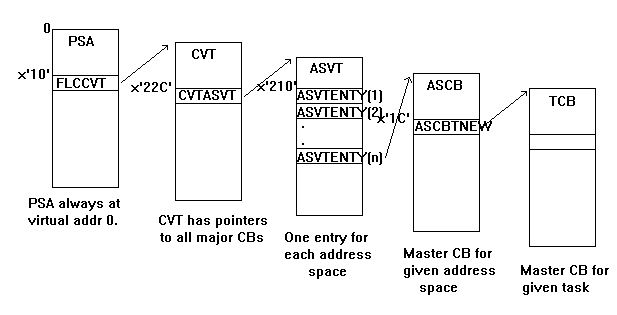 0
PSA
x'10'
FLCCVT
PSA always at
virtual addr 0.
CVT
x'22C'
CVTASVT
CVT has pointers
to all major CBs
ASVT
x'210'
ASVTENTY(1)
ASVTENTY(2)
.
.
ASVTENTY(n)
One entry for
each address
space
ASCB
x'1C'
ASCBTNEW
Master CB for
given address
space
TCB
Master CB for
given task